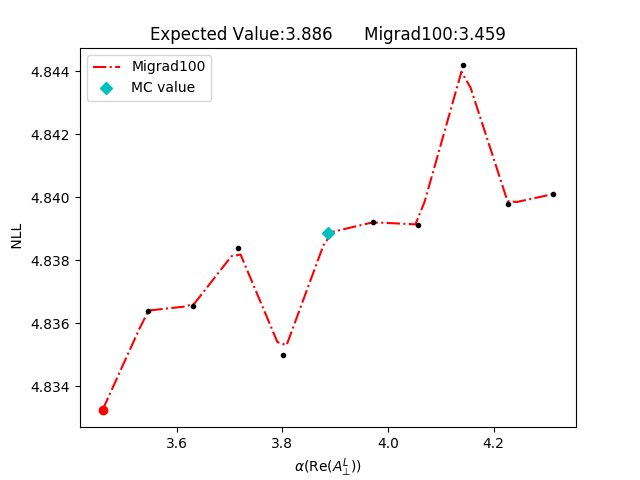 Expected Value:3.886 Migrad100:3.459
4.844
4.842
4.840
4.838
4.836
4.834
NLL
Migrad100
MC value
3.6 3.8 4.0 4.2
α(Re(A^L_⊥))